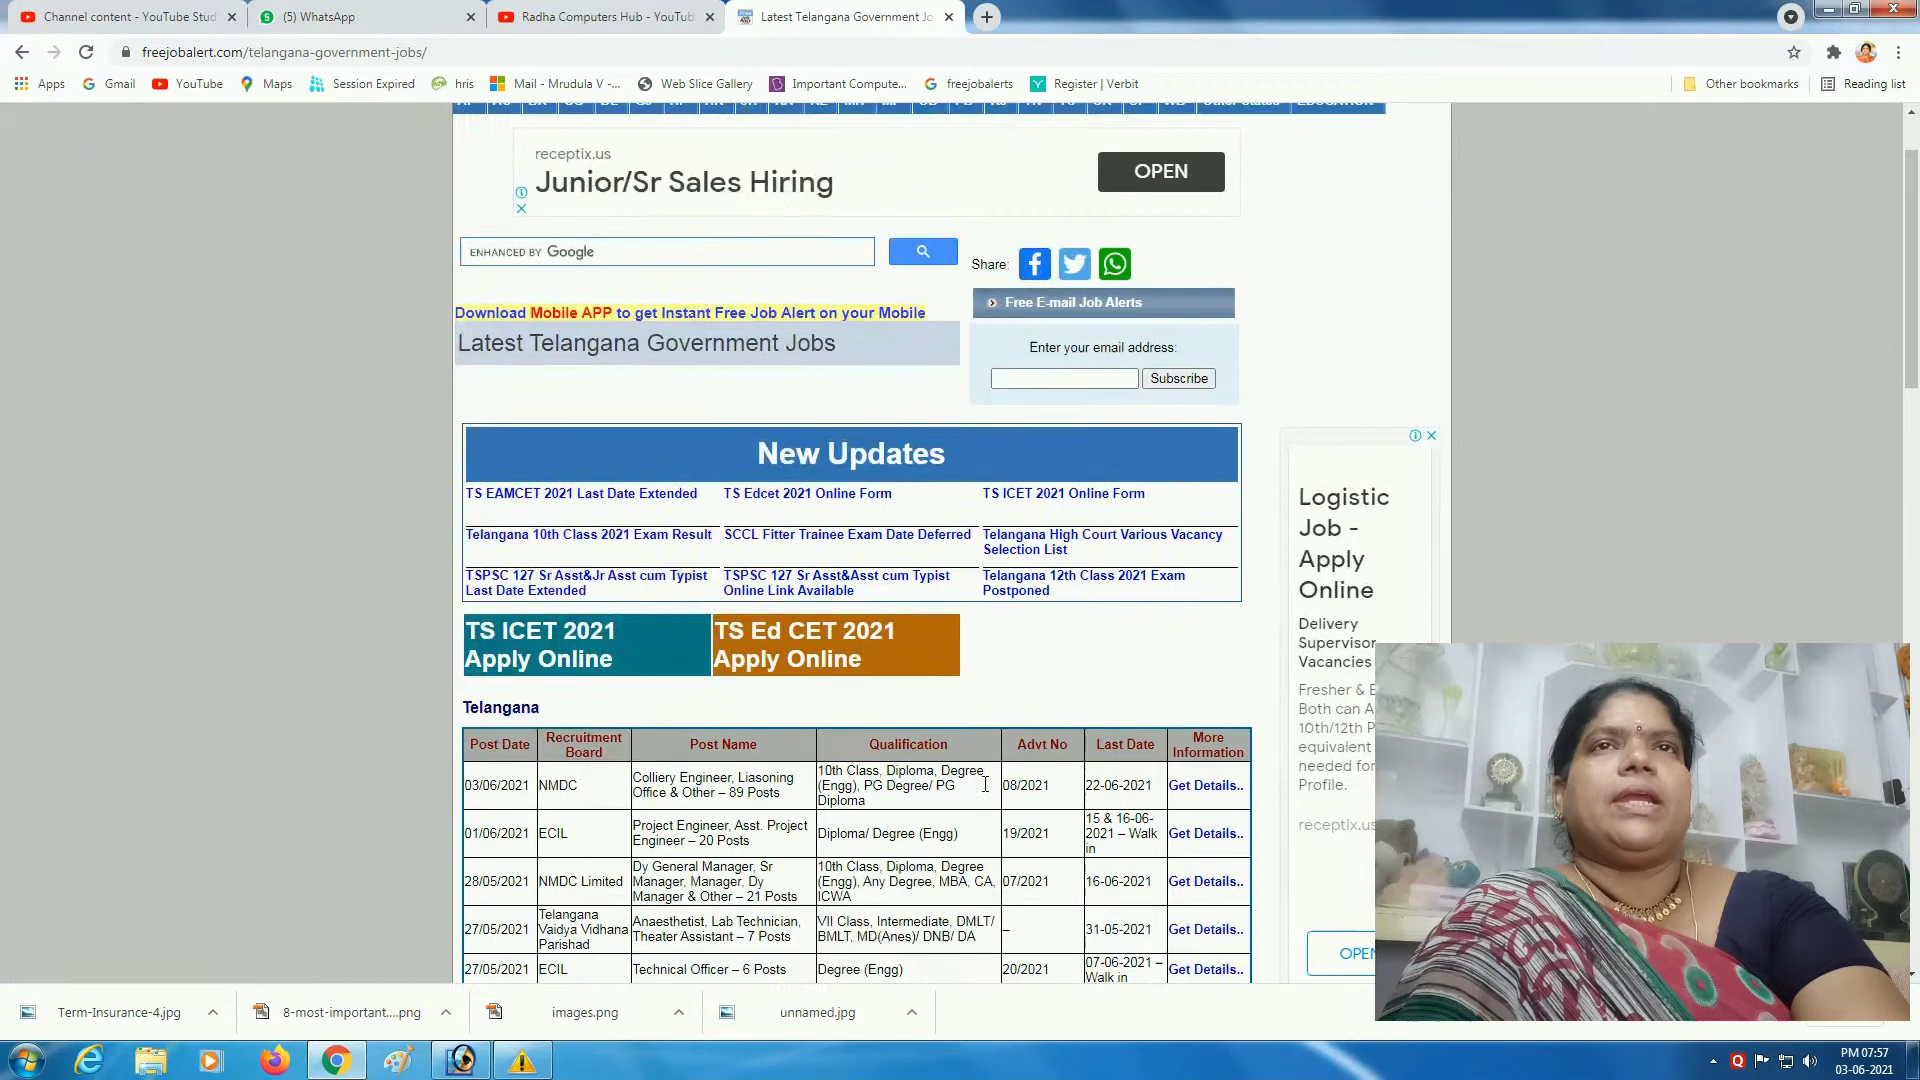 Channel content - YouTube Stud
(5) WhatsApp
Radha Computers Hub - YouTub
Latest Telangana Government Jo
freejobalert.com/telangana-government-jobs/
Apps
Gmail
YouTube
Maps
Session Expired
hris
Mail - Mrudula V -...
Web Slice Gallery
Important Compute...
freejobalerts
Register | Verbit
Other bookmarks
Reading list
receptix.us
Junior/Sr Sales Hiring
OPEN
ENHANCED BY Google
Share:
Free E-mail Job Alerts
Download Mobile APP to get Instant Free Job Alert on your Mobile
Latest Telangana Government Jobs
Enter your email address:
Subscribe
New Updates
TS EAMCET 2021 Last Date Extended
TS Edcet 2021 Online Form
TS ICET 2021 Online Form
Telangana 10th Class 2021 Exam Result
SCCL Fitter Trainee Exam Date Deferred
Telangana High Court Various Vacancy
Selection List
TSPSC 127 Sr Asst&Jr Asst cum Typist
Last Date Extended
TSPSC 127 Sr Asst&Asst cum Typist
Online Link Available
Telangana 12th Class 2021 Exam
Postponed
TS ICET 2021
Apply Online
TS Ed CET 2021
Apply Online
Logistic
Job -
Apply
Online
Delivery
Supervisor
Vacancies
Fresher & E
Both can A
10th/12th P
equivalent
needed for
Profile.
receptix.us
OPEN
Telangana
Post Date
Recruitment
Board
Post Name
Qualification
Advt No
Last Date
More
Information
03/06/2021
NMDC
Colliery Engineer, Liasoning
Office & Other – 89 Posts
10th Class, Diploma, Degree
(Engg), PG Degree/ PG
Diploma
08/2021
22-06-2021
Get Details..
01/06/2021
ECIL
Project Engineer, Asst. Project
Engineer – 20 Posts
Diploma/ Degree (Engg)
19/2021
15 & 16-06-
2021 – Walk
in
Get Details..
28/05/2021
NMDC Limited
Dy General Manager, Sr
Manager, Manager, Dy
Manager & Other – 21 Posts
10th Class, Diploma, Degree
(Engg), Any Degree, MBA, CA,
ICWA
07/2021
16-06-2021
Get Details..
27/05/2021
Telangana
Vaidya Vidhana
Parishad
Anaesthetist, Lab Technician,
Theater Assistant – 7 Posts
VII Class, Intermediate, DMLT/
BMLT, MD(Anes)/ DNB/ DA
–
31-05-2021
Get Details..
27/05/2021
ECIL
Technical Officer – 6 Posts
Degree (Engg)
20/2021
07-06-2021 –
Walk in
Get Details..
Term-Insurance-4.jpg
8-most-important....png
images.png
unnamed.jpg
PM 07:57
03-06-2021